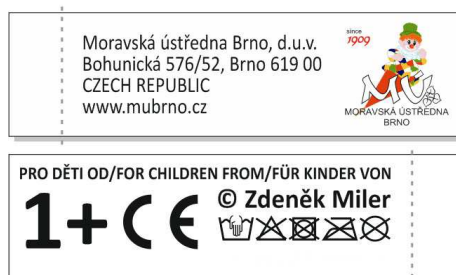 Moravská ústředna Brno, d.u.v.
Bohunická 576/52, Brno 619 00
CZECH REPUBLIC
www.mubrno.cz
since
1909
MÚ
MORAVSKÁ ÚSTŘEDNA
BRNO
PRO DĚTI OD/FOR CHILDREN FROM/FÜR KINDER VON
1+ CE
© Zdeněk Miler